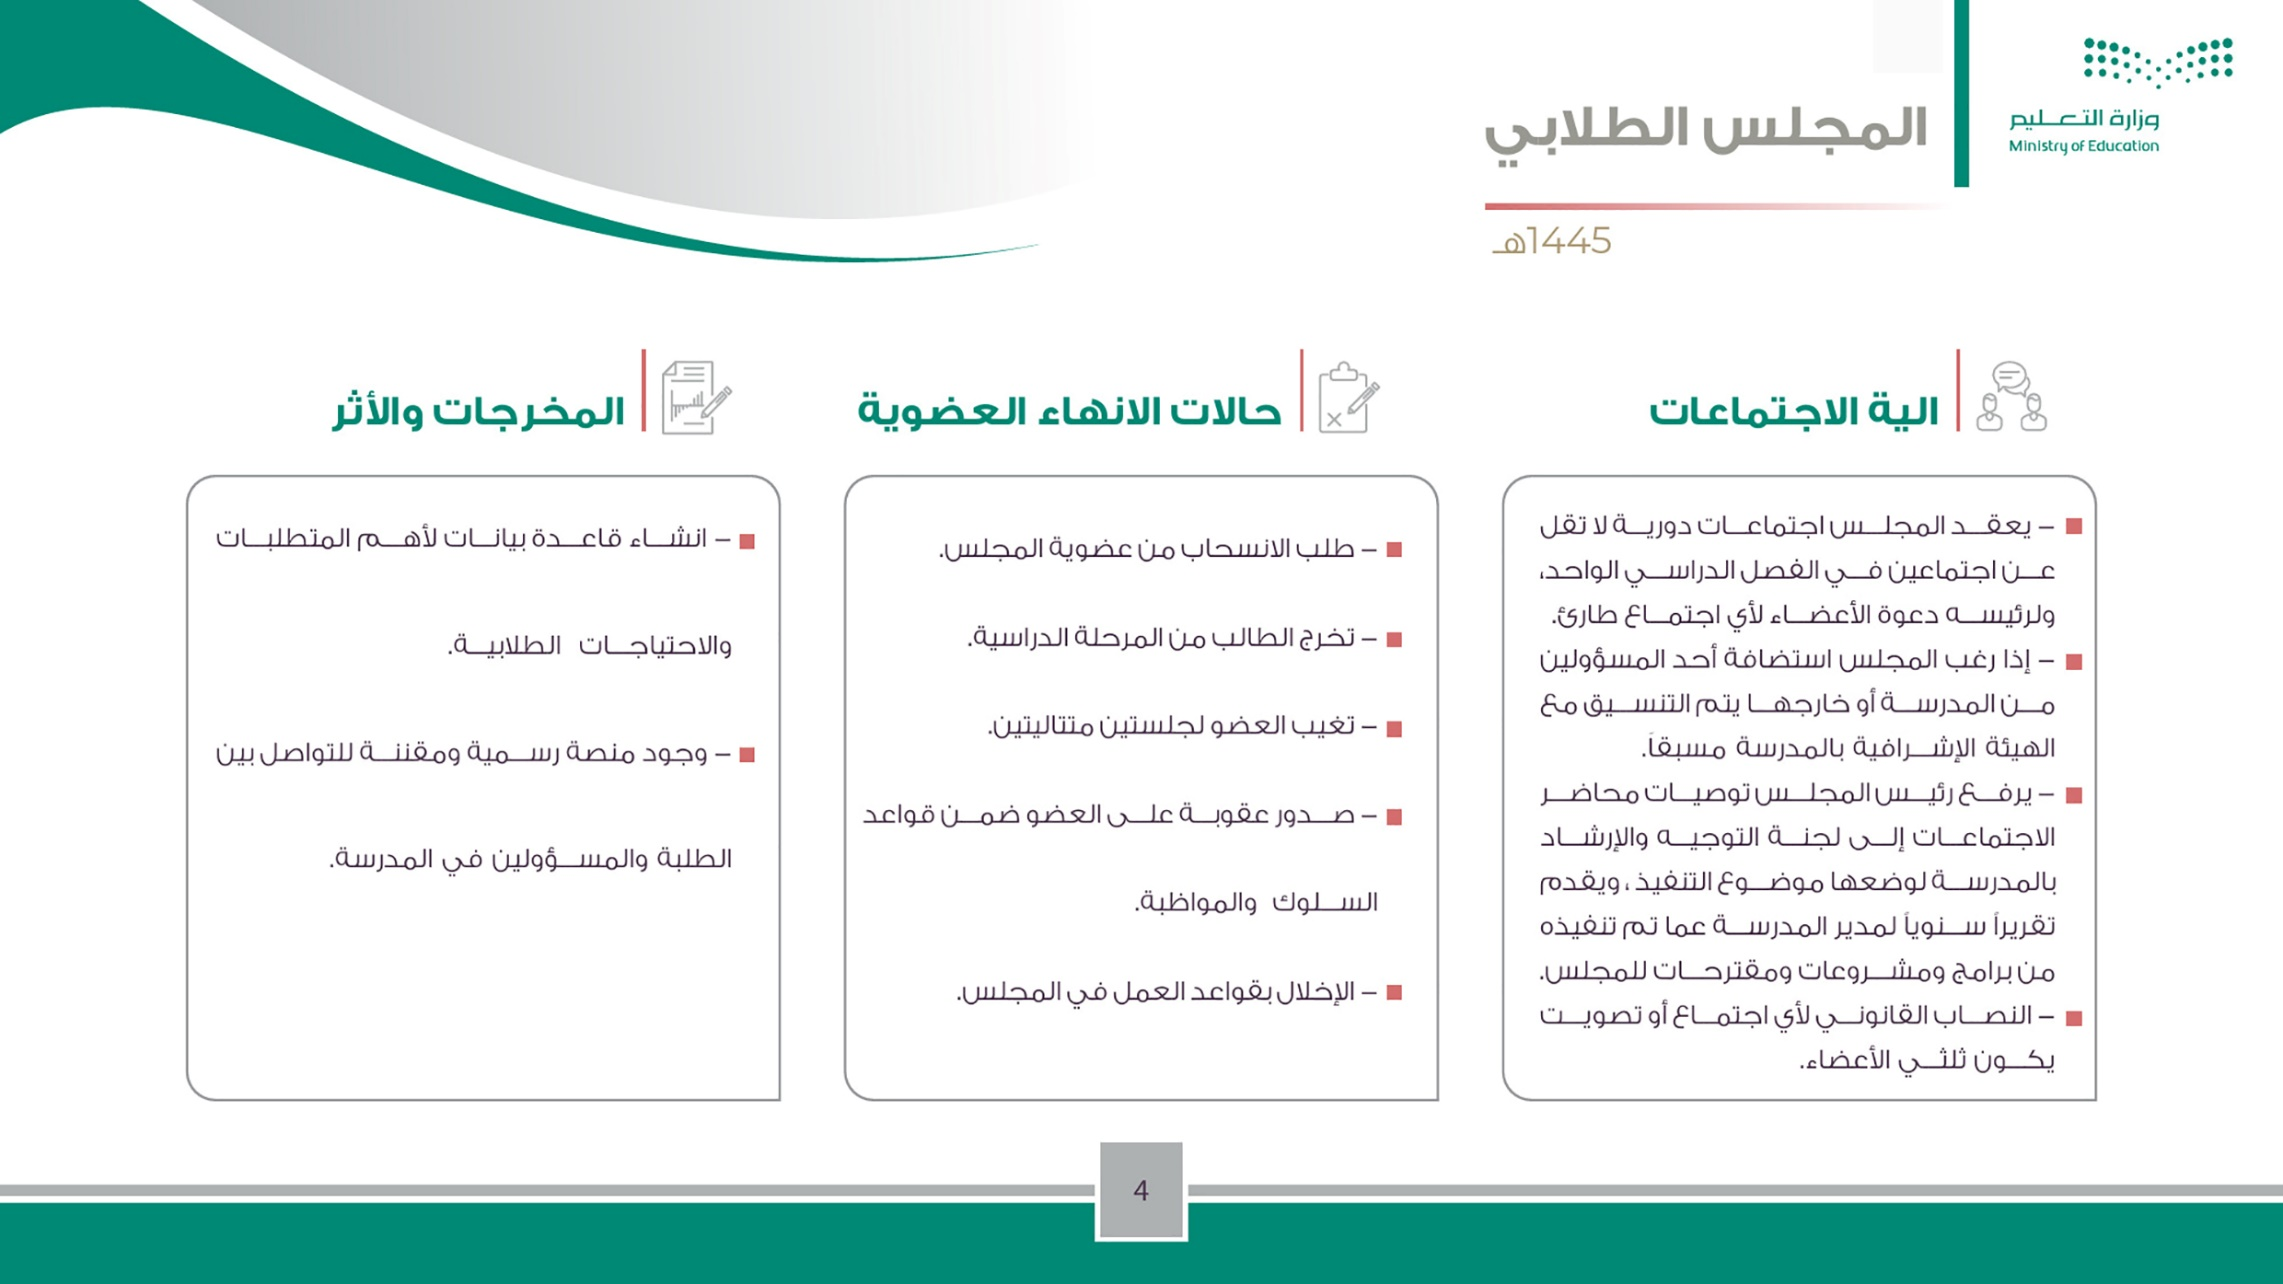 وزارة التعليم
Ministry of Education
المجلس الطلابي
1445هـ
الية الاجتماعات
- يعقد المجلس اجتماعات دورية لا تقل
عن اجتماعين في الفصل الدراسي الواحد،
ولرئيسه دعوة الأعضاء لأي اجتماع طارئ.
- إذا رغب المجلس استضافة أحد المسؤولين
من المدرسة أو خارجها يتم التنسيق مع
الهيئة الإشرافية بالمدرسة مسبقاً.
- يرفع رئيس المجلس توصيات محاضر
الاجتماعات إلى لجنة التوجيه والإرشاد
بالمدرسة لوضعها موضوع التنفيذ، ويقدم
تقريراً سنوياً لمدير المدرسة عما تم تنفيذه
من برامج ومشروعات ومقترحات للمجلس.
- النصاب القانوني لأي اجتماع أو تصويت
يكون ثلثي الأعضاء.
حالات الانهاء العضوية
- طلب الانسحاب من عضوية المجلس.
- تخرج الطالب من المرحلة الدراسية.
- تغيب العضو لجلستين متتاليتين.
- صدور عقوبة على العضو ضمن قواعد
السلوك والمواظبة.
- الإخلال بقواعد العمل في المجلس.
المخرجات والأثر
- انشاء قاعدة بيانات لأهم المتطلبات
والاحتياجات الطلابية.
- وجود منصة رسمية ومقننة للتواصل بين
الطلبة والمسؤولين في المدرسة.
4